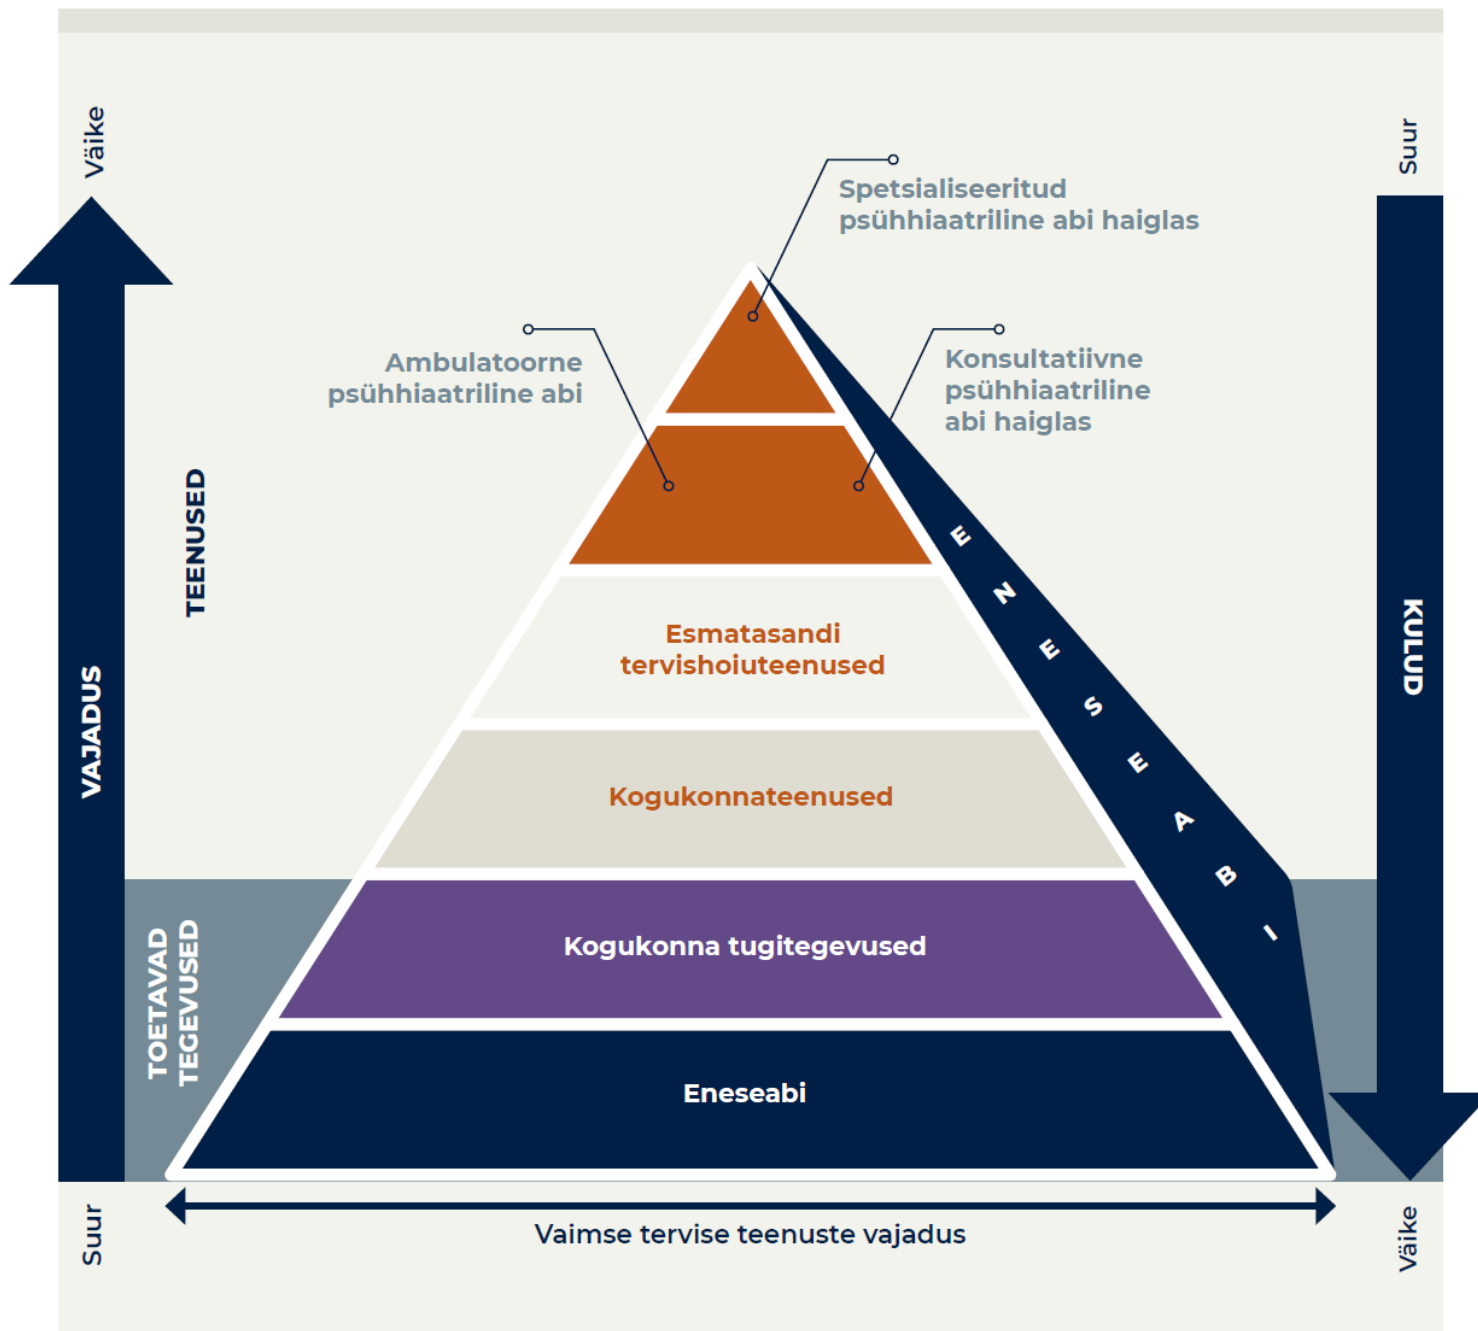 Väike
Suur
Spetsialiseeritud
psühhiaatriline abi haiglas
Ambulatoorne
psühhiaatriline abi
Konsultatiivne
psühhiaatriline
abi haiglas
TEENUSED
VAJADUS
KULUD
ENESEABI
Esmatasandi
tervishoiuteenused
Kogukonnateenused
TOETAVAD
TEGEVUSED
Kogukonna tugitegevused
Eneseabi
Suur
Vaimse tervise teenuste vajadus
Väike